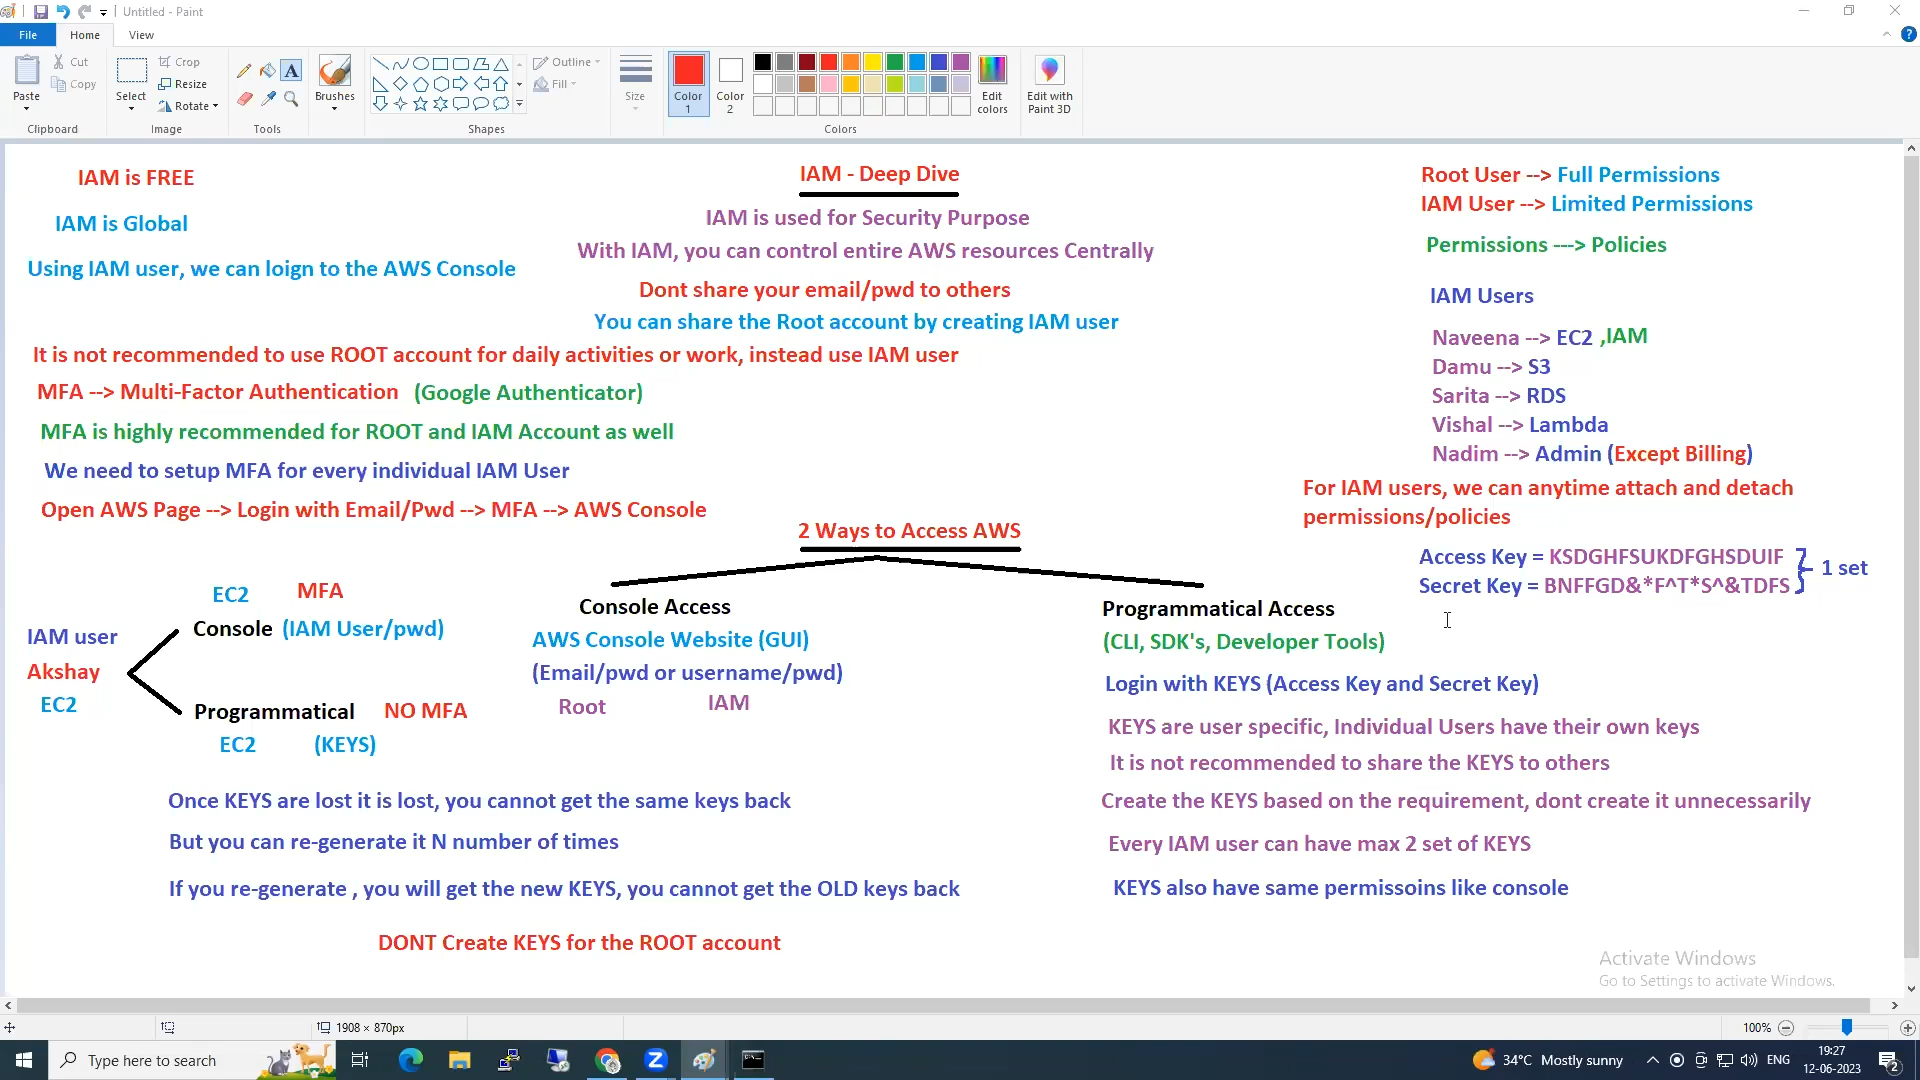 Untitled - Paint
File Home View
Paste
Cut
Copy
Clipboard
Select
Crop
Resize
Rotate
Image
Tools
Brushes
Shapes
Outline
Fill
Size
Color 1
Color 2
Colors
Edit colors
Edit with Paint 3D
IAM is FREE
IAM is Global
Using IAM user, we can loign to the AWS Console
IAM - Deep Dive
IAM is used for Security Purpose
With IAM, you can control entire AWS resources Centrally
Dont share your email/pwd to others
You can share the Root account by creating IAM user
It is not recommended to use ROOT account for daily activities or work, instead use IAM user
MFA --> Multi-Factor Authentication (Google Authenticator)
MFA is highly recommended for ROOT and IAM Account as well
We need to setup MFA for every individual IAM User
Open AWS Page --> Login with Email/Pwd --> MFA --> AWS Console
Root User --> Full Permissions
IAM User --> Limited Permissions
Permissions ---> Policies
IAM Users
Naveena --> EC2 ,IAM
Damu --> S3
Sarita --> RDS
Vishal --> Lambda
Nadim --> Admin (Except Billing)
For IAM users, we can anytime attach and detach
permissions/policies
Access Key = KSDGHFSUKDFGHSDUIF
Secret Key = BNFFGD&*F^T*S^&TDFS
1 set
2 Ways to Access AWS
EC2 MFA
Console (IAM User/pwd)
IAM user
Akshay
EC2
Programmatical NO MFA
EC2 (KEYS)
Console Access
AWS Console Website (GUI)
(Email/pwd or username/pwd)
Root IAM
Programmatical Access
(CLI, SDK's, Developer Tools)
Login with KEYS (Access Key and Secret Key)
KEYS are user specific, Individual Users have their own keys
It is not recommended to share the KEYS to others
Create the KEYS based on the requirement, dont create it unnecessarily
Every IAM user can have max 2 set of KEYS
KEYS also have same permissoins like console
Once KEYS are lost it is lost, you cannot get the same keys back
But you can re-generate it N number of times
If you re-generate , you will get the new KEYS, you cannot get the OLD keys back
DONT Create KEYS for the ROOT account
Activate Windows
Go to Settings to activate Windows.
1908 × 870px
100%
Type here to search
34°C Mostly sunny
ENG
19:27
12-06-2023
2